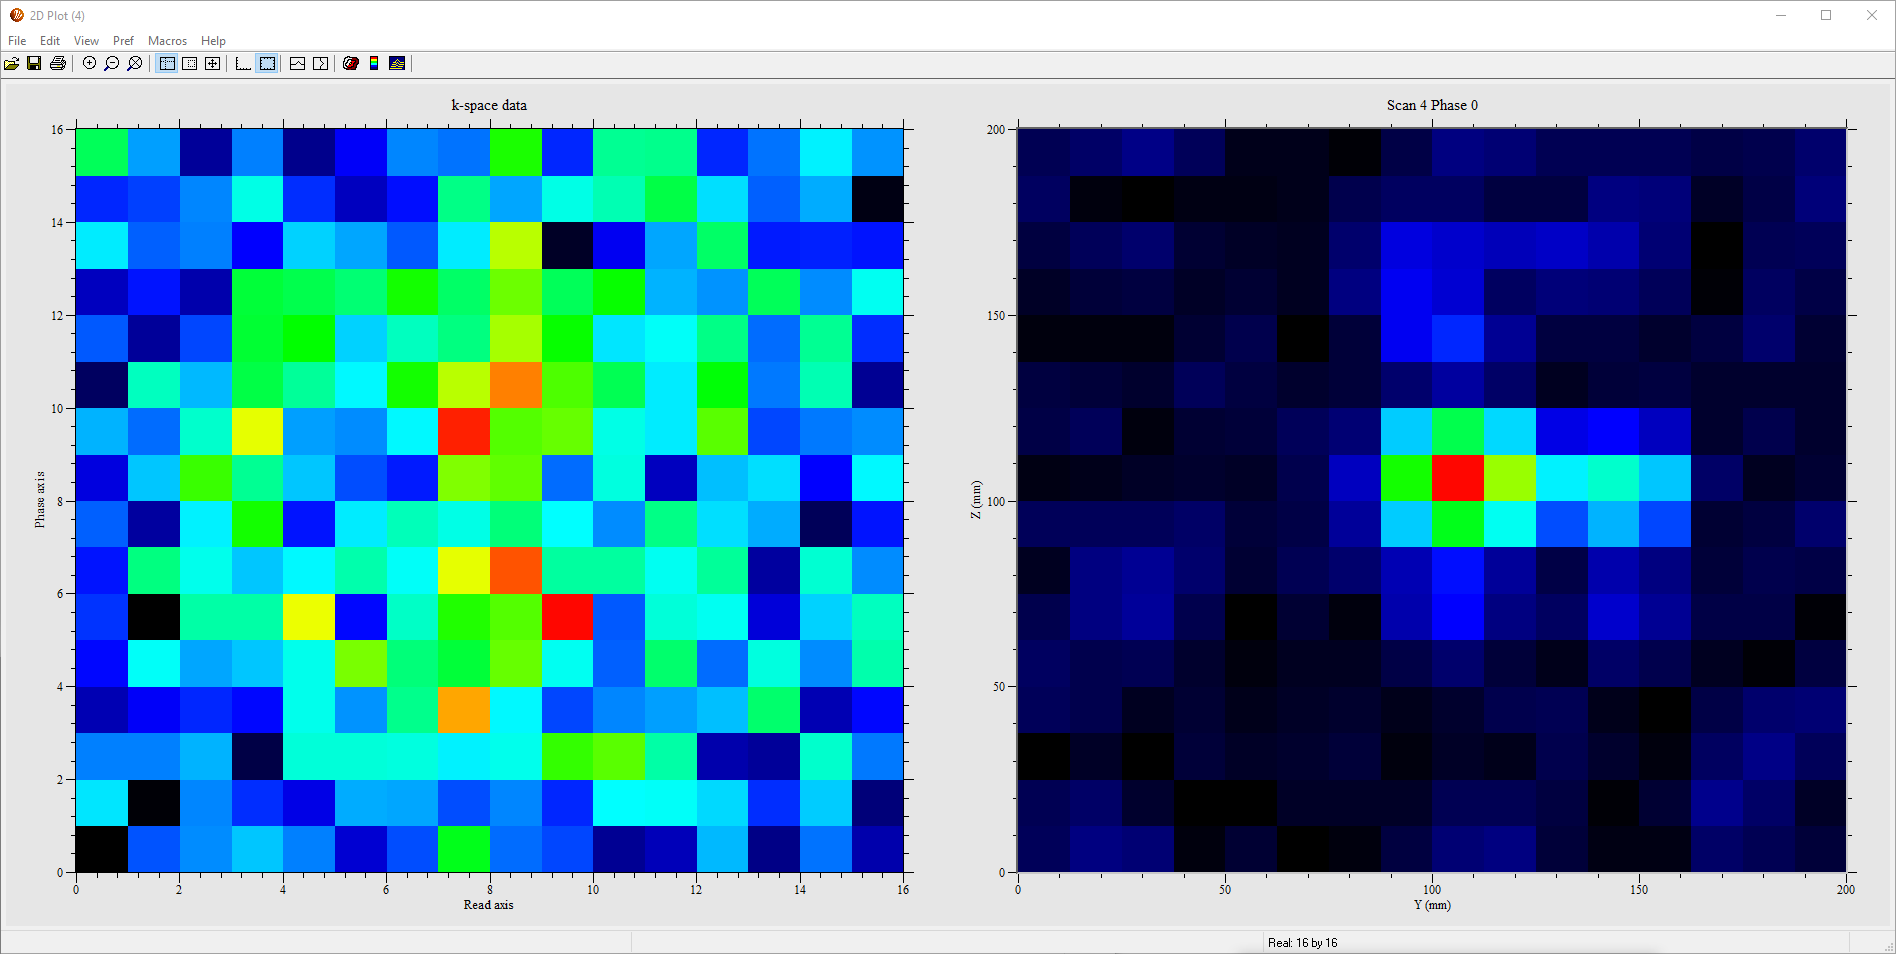 2D Plot (4)
File Edit View Pref Macros Help
k-space data
16
14
12
10
8
6
4
2
0
Phase axis
0 2 4 6 8 10 12 14 16
Read axis
Scan 4 Phase 0
200
150
100
50
0
Z (mm)
0 50 100 150 200
Y (mm)
Real: 16 by 16